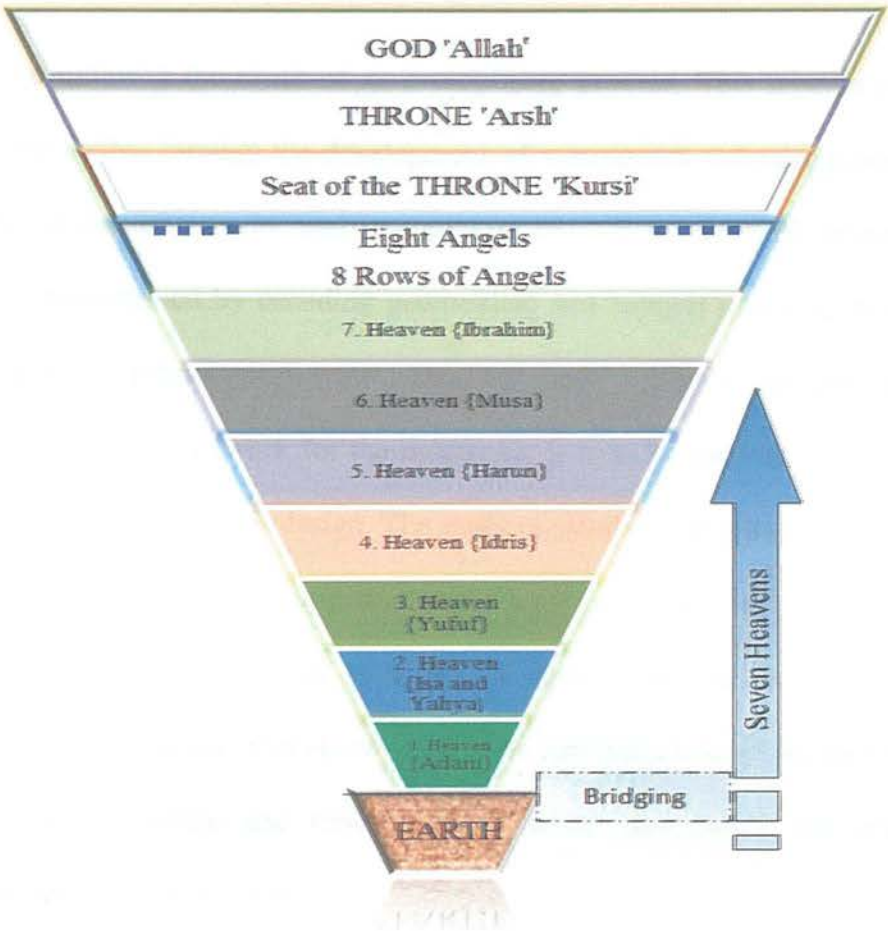 GOD 'Allah'
THRONE 'Arsh'
Seat of the THRONE 'Kursi'
Eight Angels
8 Rows of Angels
7. Heaven {Ibrahim}
6. Heaven {Musa}
5. Heaven {Harun}
4. Heaven {Idris}
3. Heaven
{Yufuf}
2. Heaven
{Isa and
Yahya}
1. Heaven
{Adam}
EARTH
Bridging
Seven Heavens